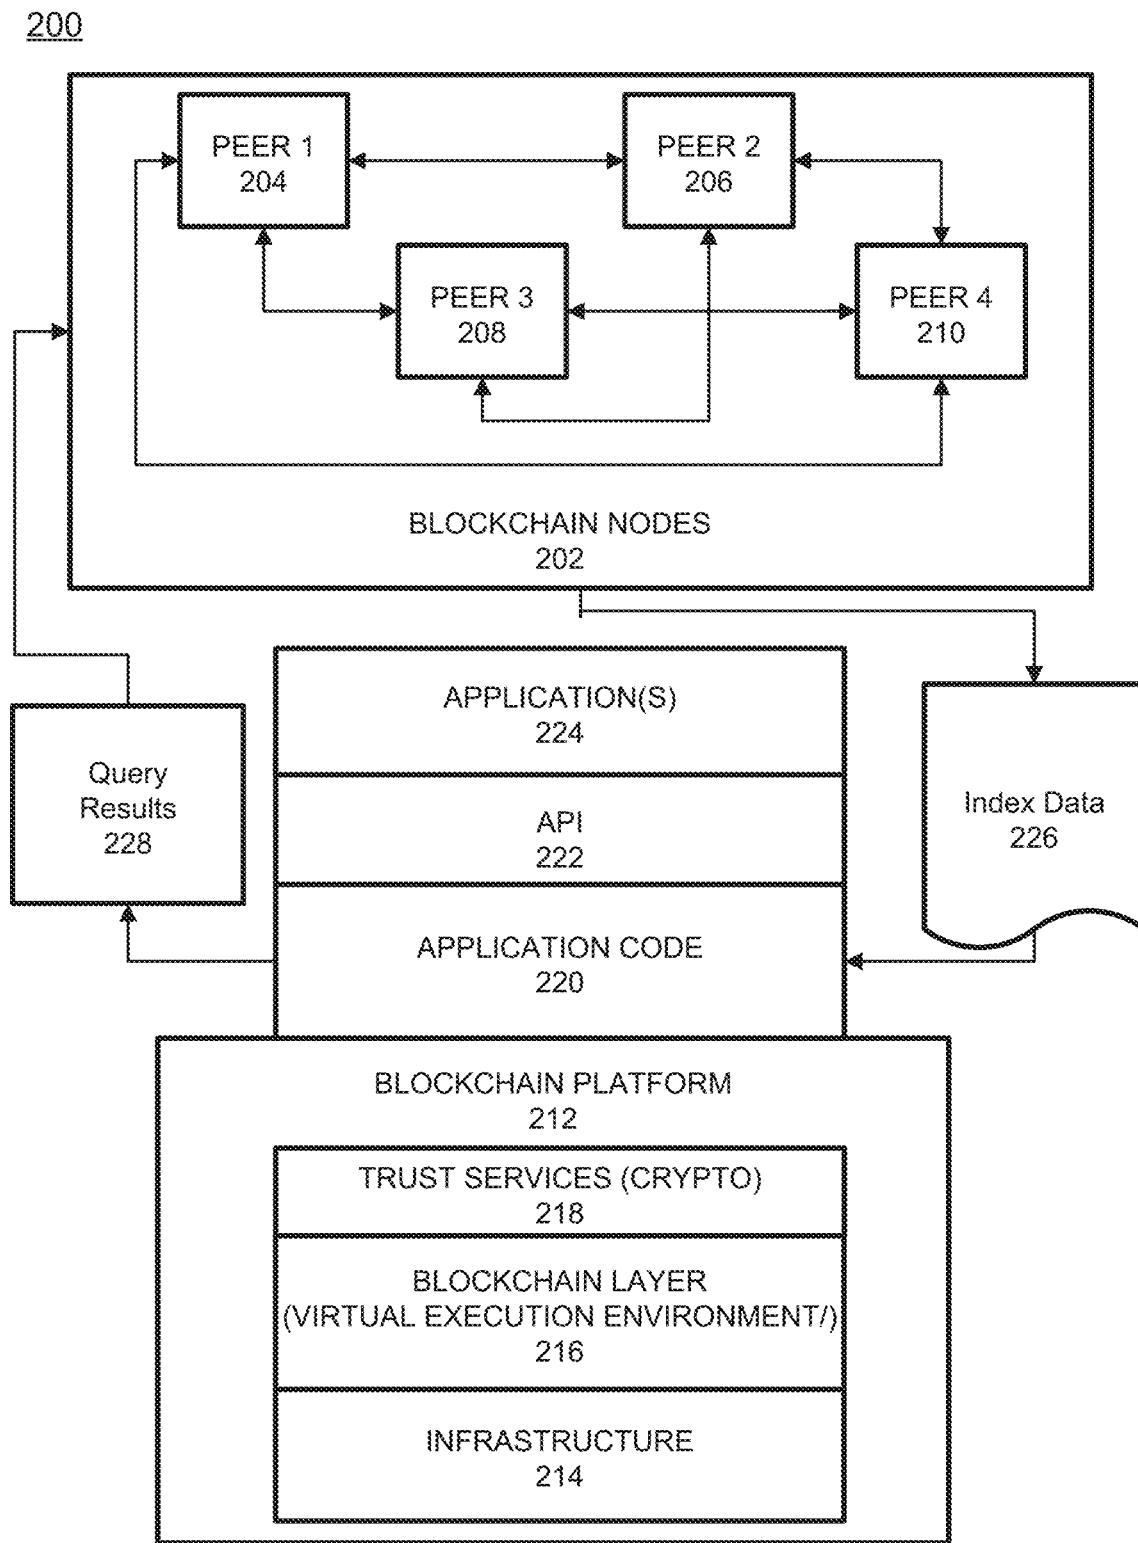 200
PEER 1
204
PEER 2
206
PEER 3
208
PEER 4
210
BLOCKCHAIN NODES
202
APPLICATION(S)
224
Query
Results
228
API
222
Index Data
226
APPLICATION CODE
220
BLOCKCHAIN PLATFORM
212
TRUST SERVICES (CRYPTO)
218
BLOCKCHAIN LAYER
(VIRTUAL EXECUTION ENVIRONMENT/)
216
INFRASTRUCTURE
214